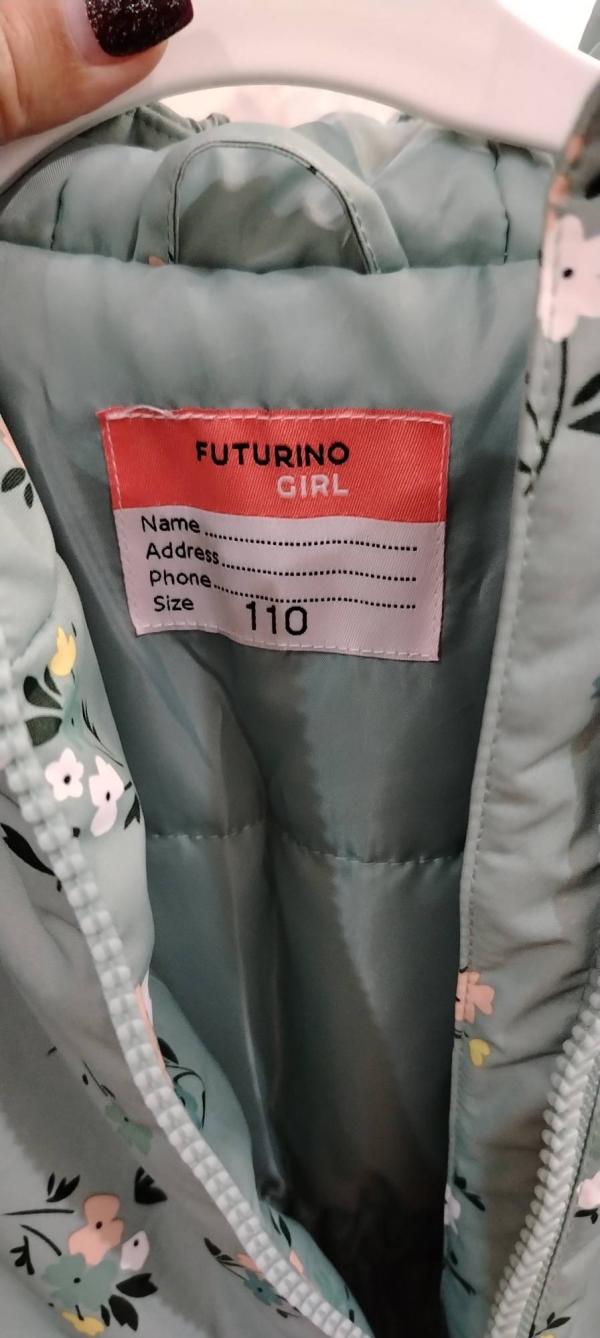 FUTURINO
GIRL
Name
Address
Phone
Size 110